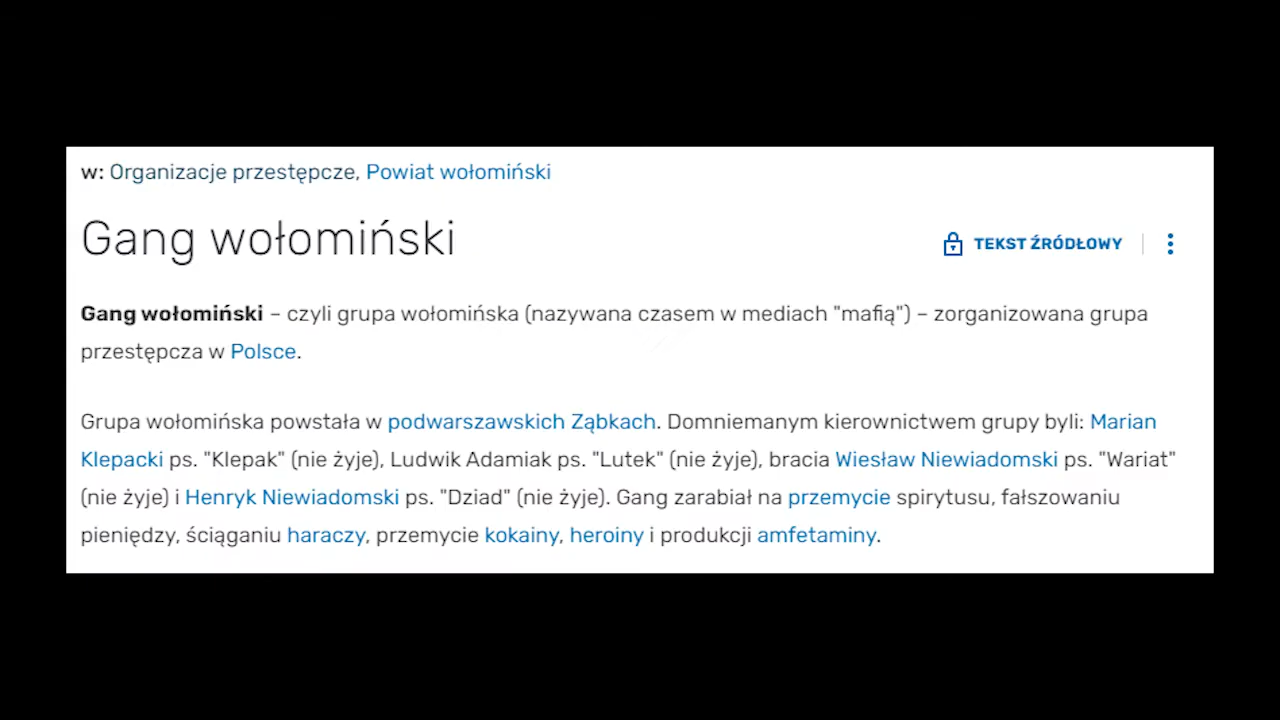 w: Organizacje przestępcze, Powiat wołomiński
Gang wołomiński
TEKST ŹRÓDŁOWY
Gang wołomiński – czyli grupa wołomińska (nazywana czasem w mediach "mafią") – zorganizowana grupa
przestępcza w Polsce.
Grupa wołomińska powstała w podwarszawskich Ząbkach. Domniemanym kierownictwem grupy byli: Marian
Klepacki ps. "Klepak" (nie żyje), Ludwik Adamiak ps. "Lutek" (nie żyje), bracia Wiesław Niewiadomski ps. "Wariat"
(nie żyje) i Henryk Niewiadomski ps. "Dziad" (nie żyje). Gang zarabiał na przemycie spirytusu, fałszowaniu
pieniędzy, ściąganiu haraczy, przemycie kokainy, heroiny i produkcji amfetaminy.